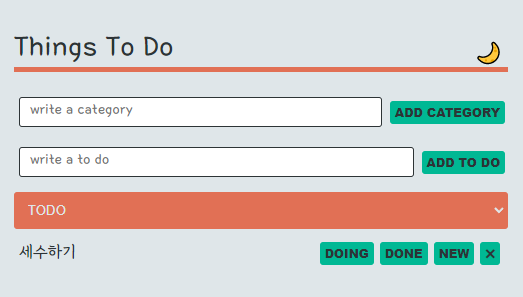 Things To Do
write a category ADD CATEGORY
write a to do ADD TO DO
TODO
세수하기 DOING DONE NEW ✕